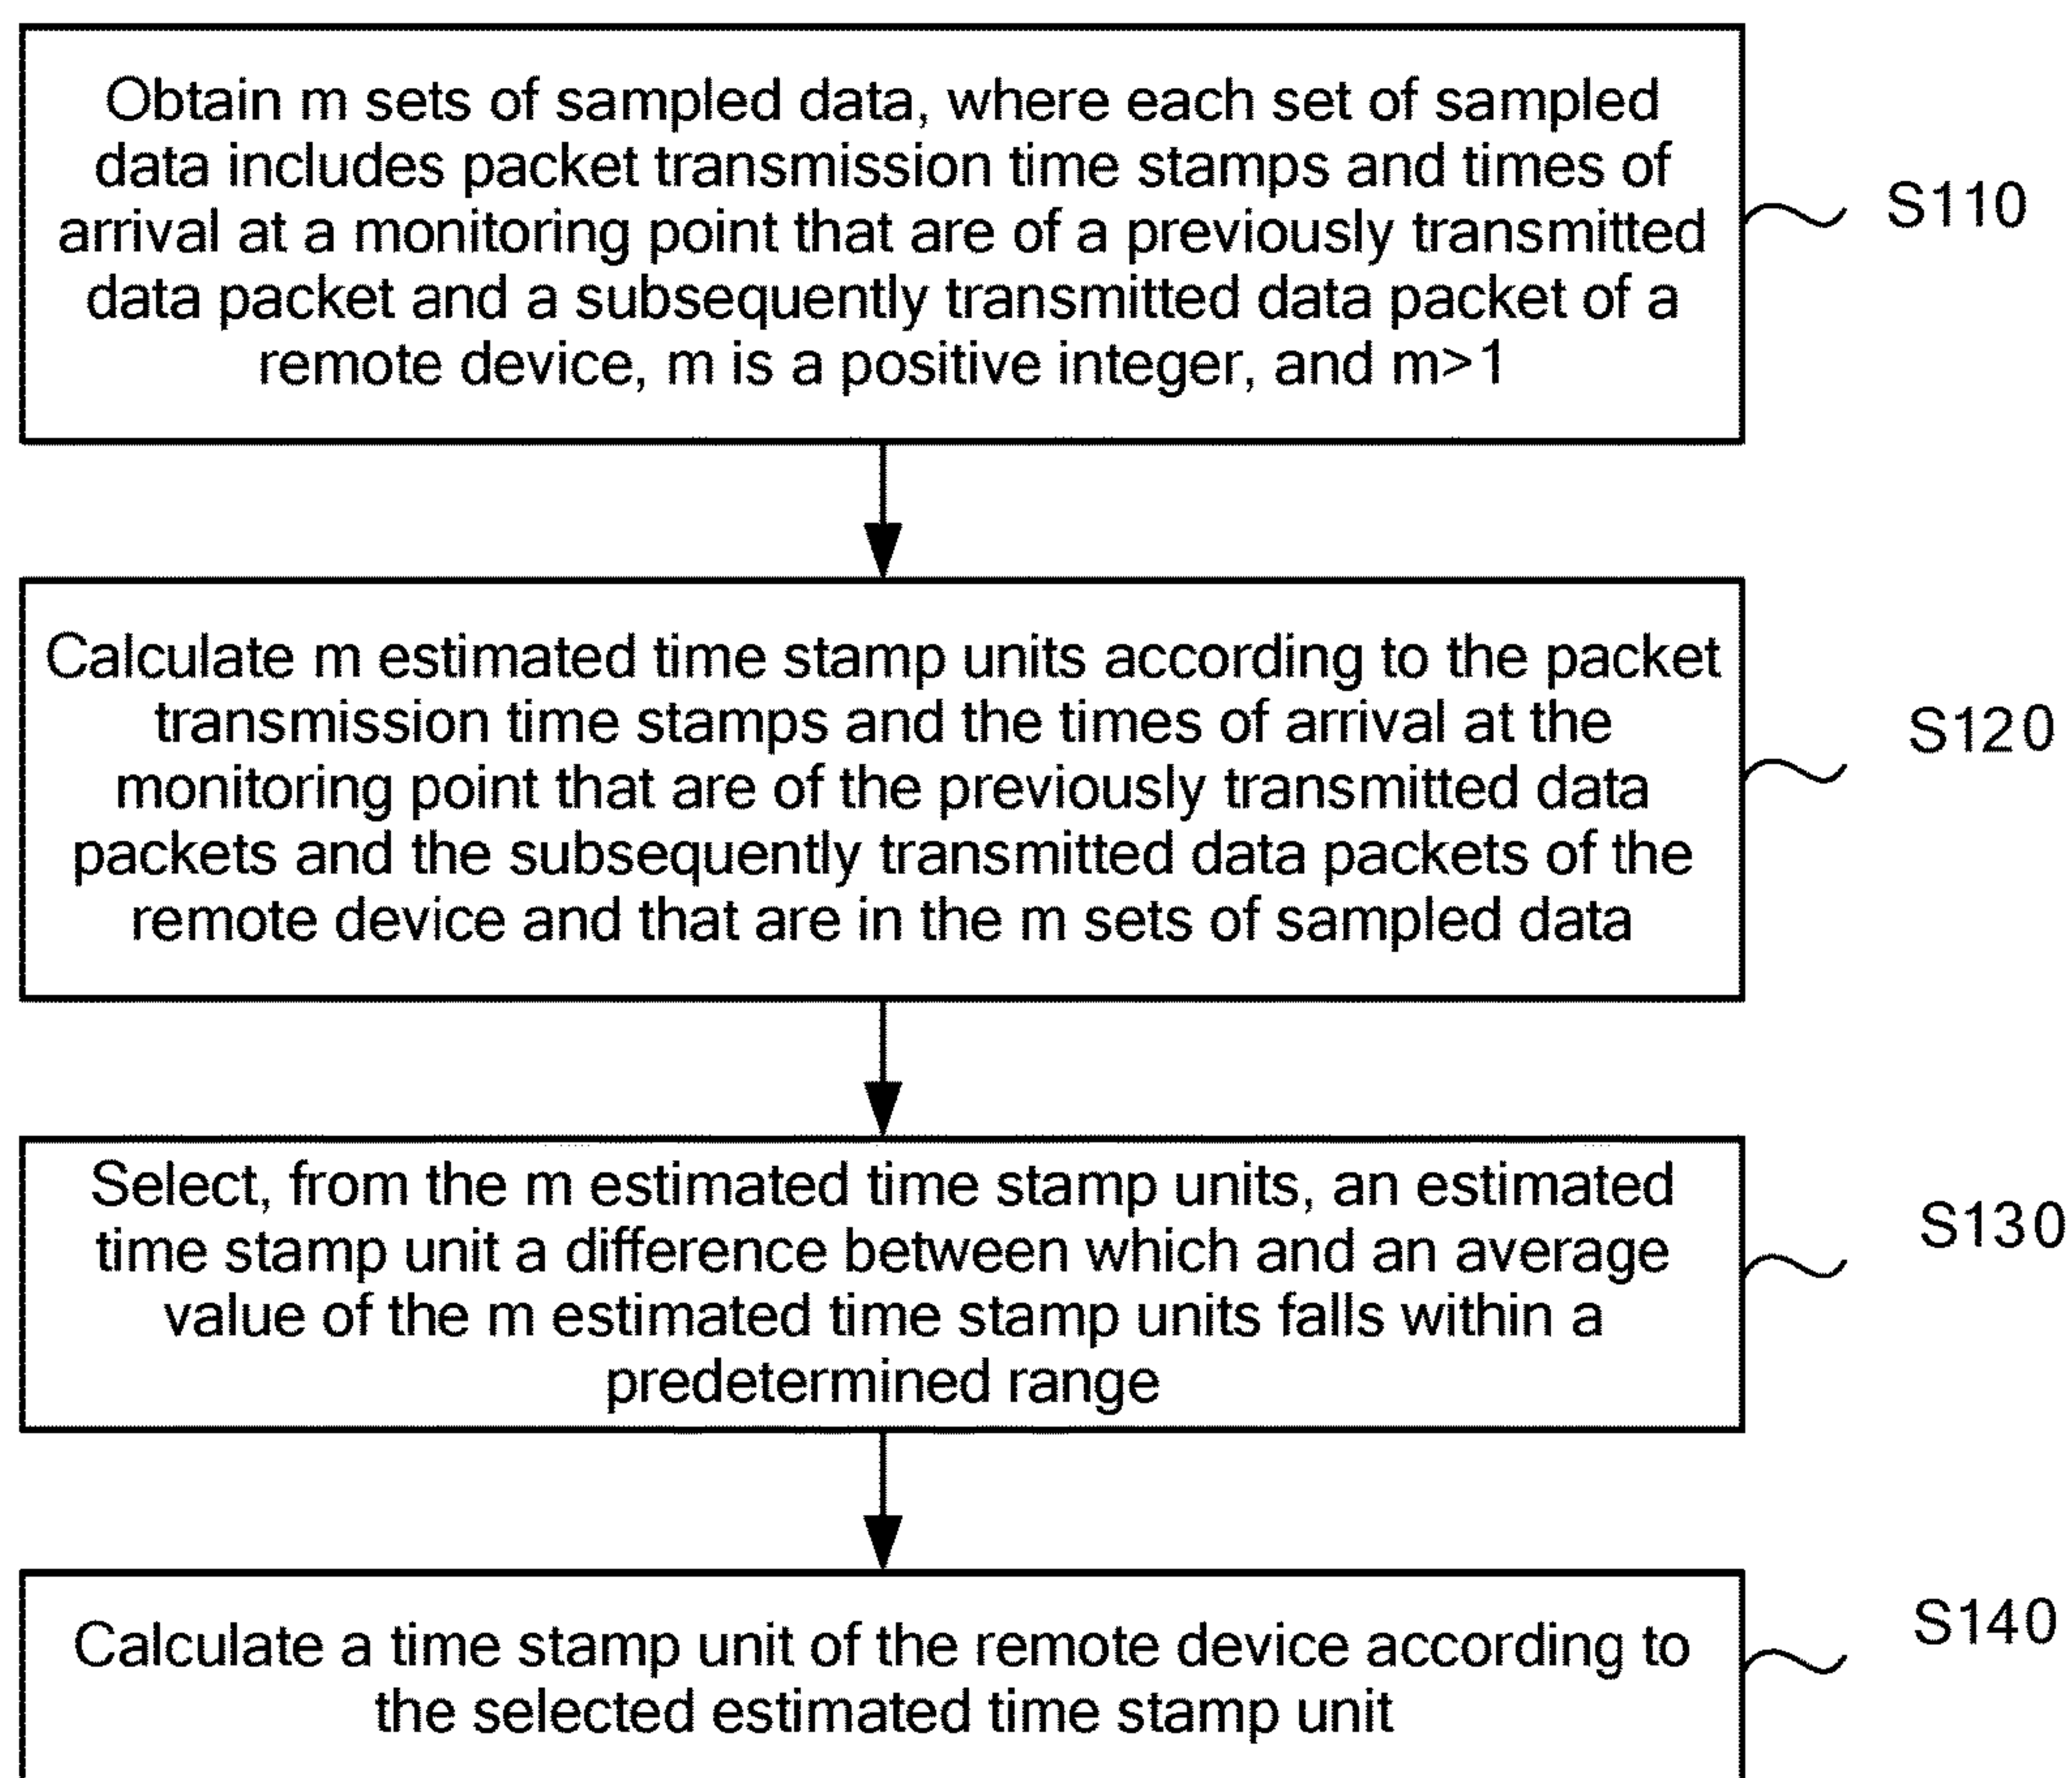 Obtain m sets of sampled data, where each set of sampled
data includes packet transmission time stamps and times of
arrival at a monitoring point that are of a previously transmitted
data packet and a subsequently transmitted data packet of a
remote device, m is a positive integer, and m>1
S110
Calculate m estimated time stamp units according to the packet
transmission time stamps and the times of arrival at the
monitoring point that are of the previously transmitted data
packets and the subsequently transmitted data packets of the
remote device and that are in the m sets of sampled data
S120
Select, from the m estimated time stamp units, an estimated
time stamp unit a difference between which and an average
value of the m estimated time stamp units falls within a
predetermined range
S130
Calculate a time stamp unit of the remote device according to
the selected estimated time stamp unit
S140